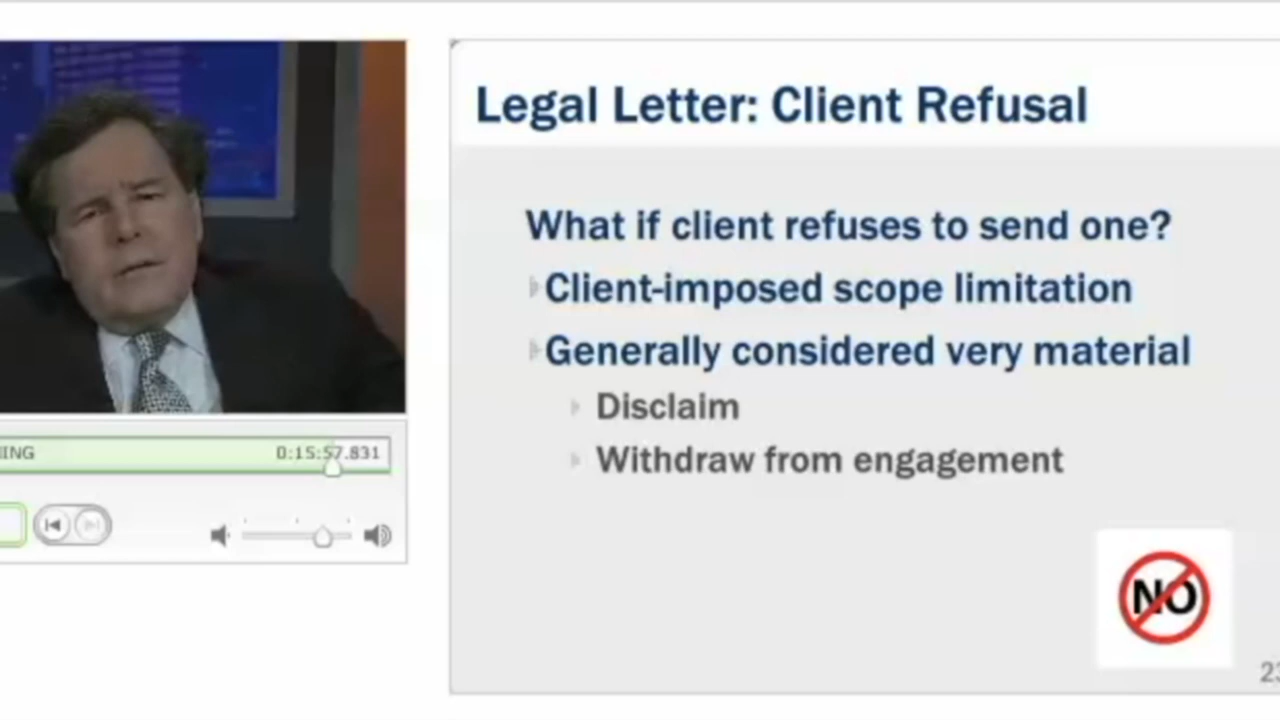 Legal Letter: Client Refusal
What if client refuses to send one?
Client-imposed scope limitation
Generally considered very material
Disclaim
Withdraw from engagement
ING
0:15:57.831
NO